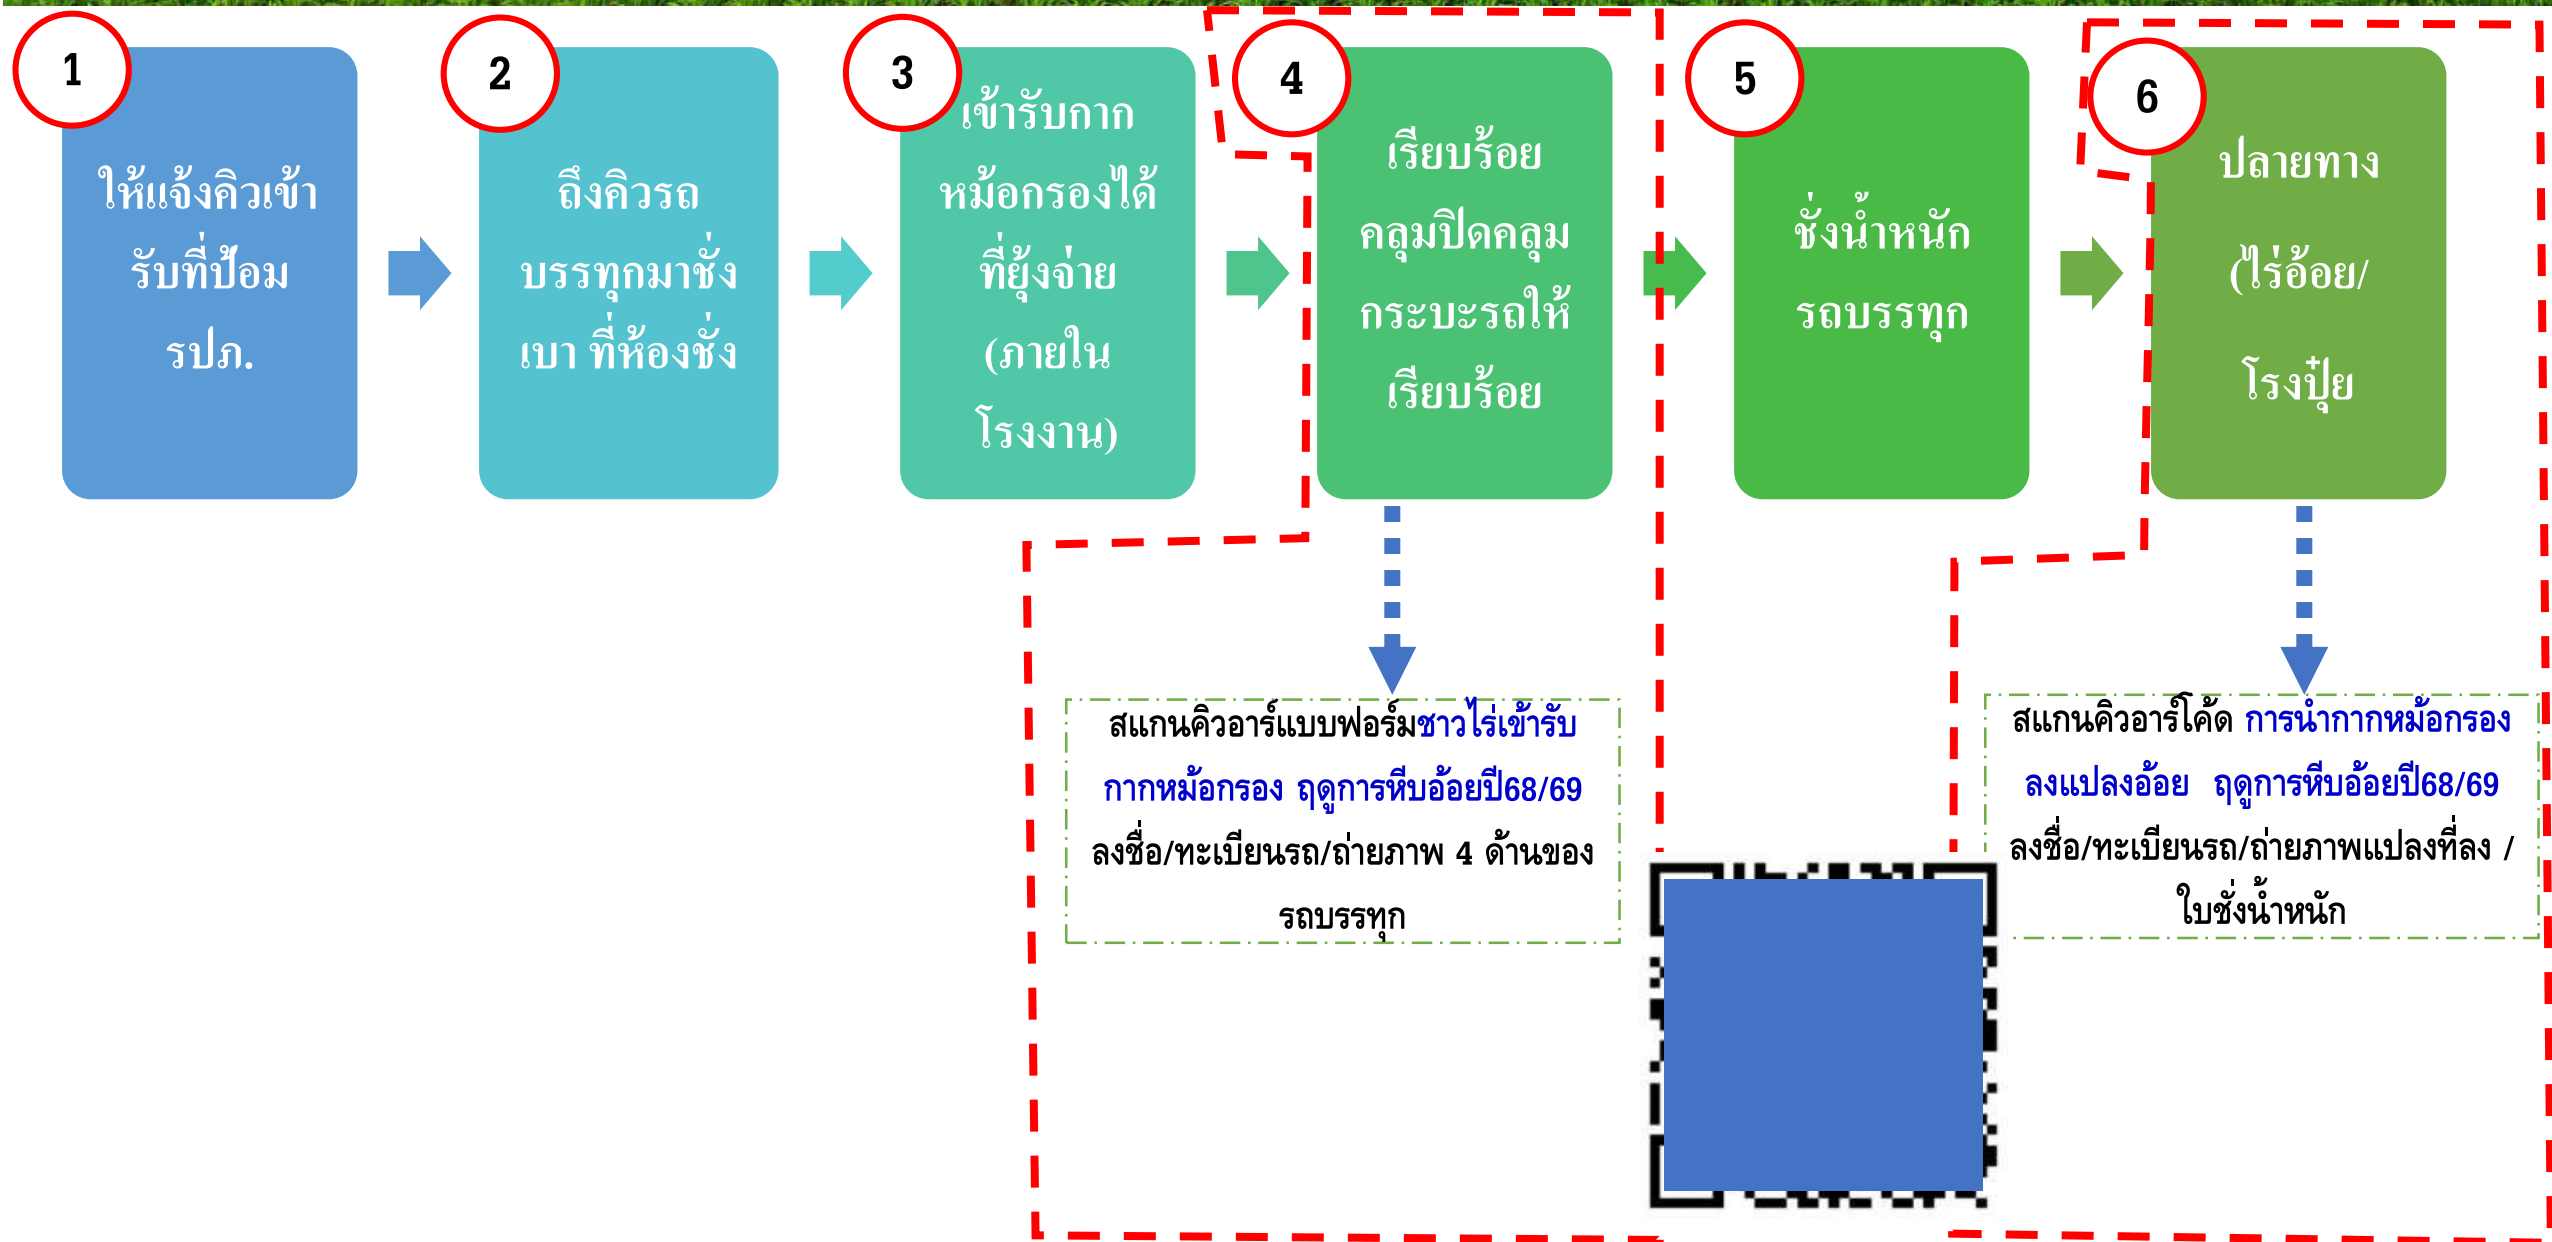 1
ให้แจ้งคิวเข้า
รับที่ป้อม
รปภ.
2
ถึงคิวรถ
บรรทุกมาชั่ง
เบา ที่ห้องชั่ง
3
เข้ารับกาก
หม้อกรองได้
ที่ยุ้งจ่าย
(ภายใน
โรงงาน)
4
เรียบร้อย
คลุมปิดคลุม
กระบะรถให้
เรียบร้อย
5
ชั่งน้ำหนัก
รถบรรทุก
6
ปลายทาง
(ไร่อ้อย/
โรงปุ๋ย
สแกนคิวอาร์แบบฟอร์มชาวไร่เข้ารับ
กากหม้อกรอง ฤดูการหีบอ้อยปี68/69
ลงชื่อ/ทะเบียนรถ/ถ่ายภาพ 4 ด้านของ
รถบรรทุก
สแกนคิวอาร์โค้ด การนำกากหม้อกรอง
ลงแปลงอ้อย ฤดูการหีบอ้อยปี68/69
ลงชื่อ/ทะเบียนรถ/ถ่ายภาพแปลงที่ลง /
ใบชั่งน้ำหนัก